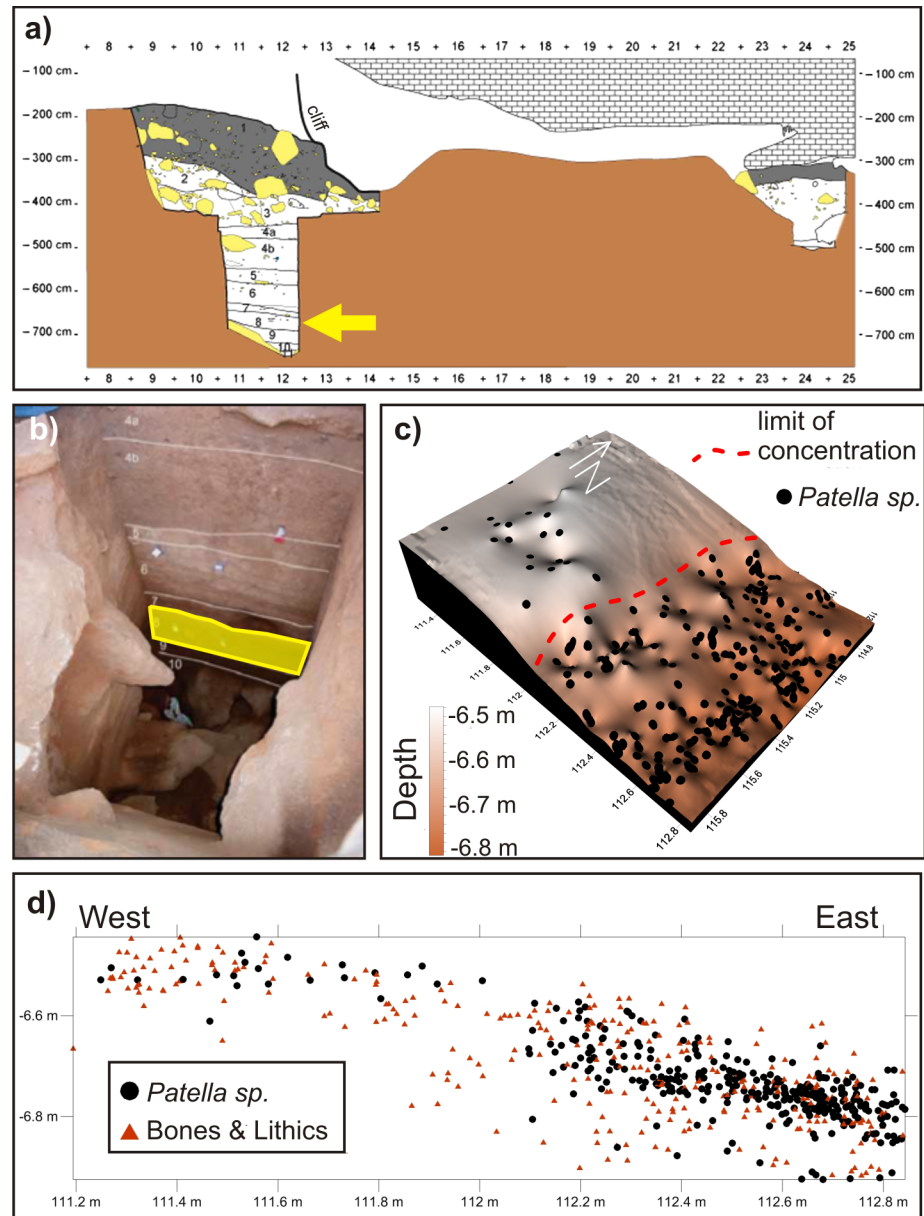 a)
+ 8 + 9 + 10 + 11 + 12 + 14 + 16 + 17 + 18 + 19 + 20 + 21 + 22 + 23 + 24 + 25
– 100 cm
– 200 cm
– 300 cm
– 400 cm
– 500 cm
– 600 cm
– 700 cm
cliff
1
2
3
4a
4b
5
6
7
8
9
10
– 100 cm
– 200 cm
– 300 cm
– 400 cm
– 500 cm
– 600 cm
– 700 cm
+ 8 + 9 + 10 + 11 + 12 + 13 + 14 + 16 + 17 + 18 + 19 + 20 + 21 + 22 + 23 + 24 + 25
b)
4a
4b
5
6
7
8
9
10
c)
limit of
concentration
Patella sp.
N
111.4
111.6
111.8
112
112.2
112.4
112.6
112.8
115.8
115.6
115.4
115.2
115
114.8
Depth
-6.5 m
-6.6 m
-6.7 m
-6.8 m
d)
West
East
-6.6 m
-6.8 m
Patella sp.
Bones & Lithics
111.2 m 111.4 m 111.6 m 111.8 m 112 m 112.2 m 112.4 m 112.6 m 112.8 m